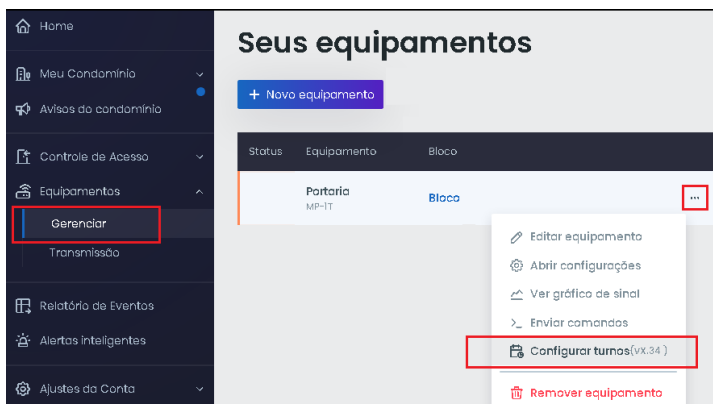 Home
Seus equipamentos
Meu Condomínio
+ Novo equipamento
Avisos do condomínio
Controle de Acesso
Status Equipamento Bloco
Equipamentos
Portaria
MP-1T
Bloco
...
Gerenciar
Editar equipamento
Transmissão
Abrir configurações
Ver gráfico de sinal
Relatório de Eventos
Enviar comandos
Alertas inteligentes
Configurar turnos(vX.34 )
Ajustes da Conta
Remover equipamento